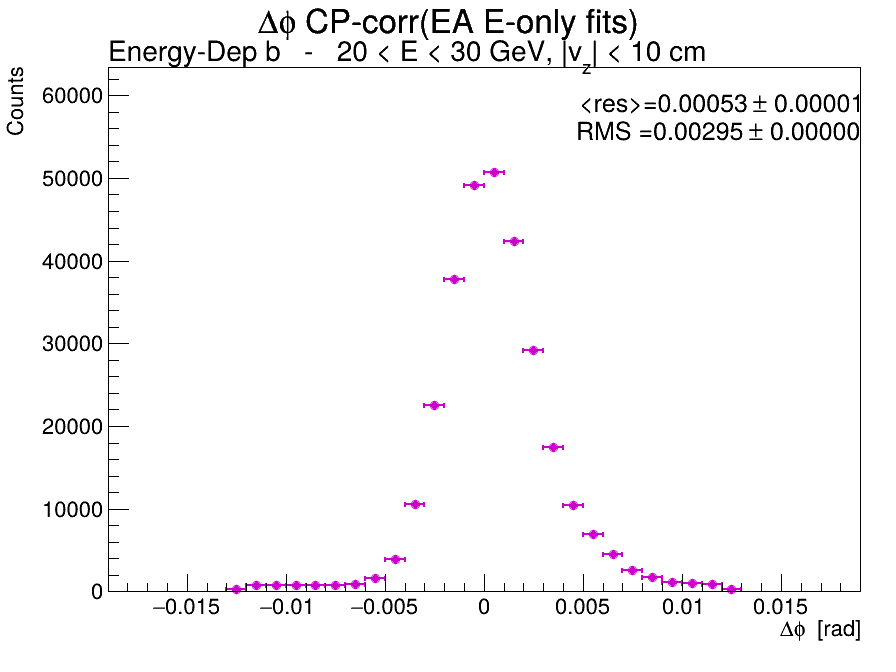 Δϕ CP-corr(EA E-only fits)
Energy-Dep b - 20 < E < 30 GeV, |v_z| < 10 cm
Counts
<res>=0.00053±0.00001
RMS =0.00295±0.00000
60000
50000
40000
30000
20000
10000
0
−0.015 −0.01 −0.005 0 0.005 0.01 0.015
Δϕ [rad]